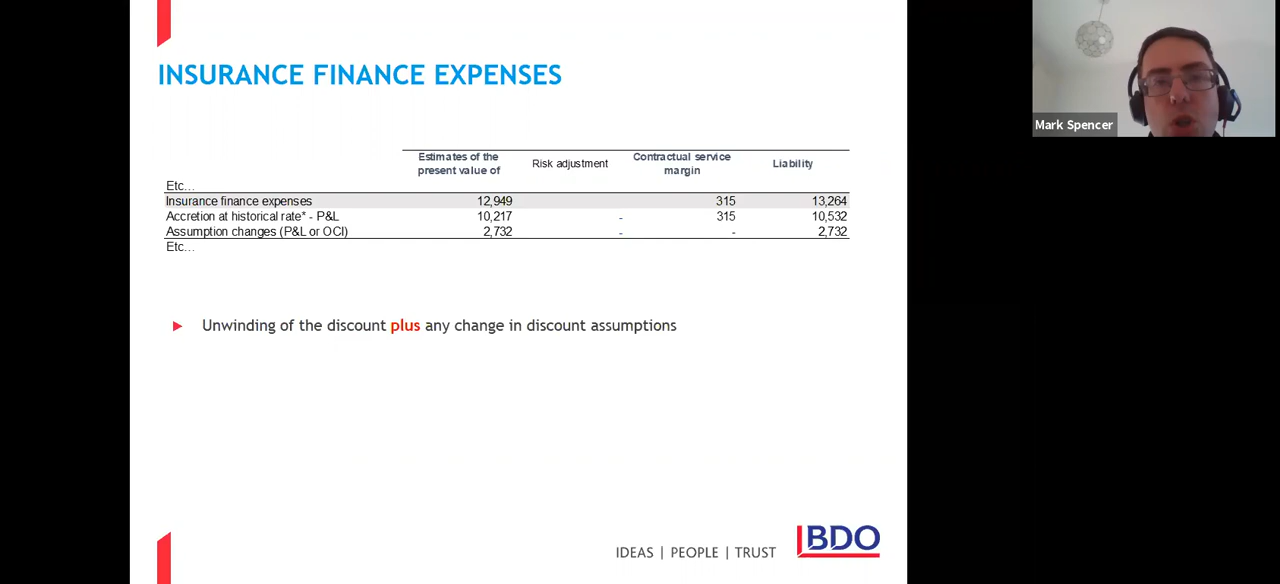 INSURANCE FINANCE EXPENSES
Mark Spencer
Estimates of the present value of Risk adjustment Contractual service margin Liability
Etc...
Insurance finance expenses 12,949 315 13,264
Accretion at historical rate* - P&L 10,217 - 315 10,532
Assumption changes (P&L or OCI) 2,732 - - 2,732
Etc...
Unwinding of the discount plus any change in discount assumptions
IDEAS | PEOPLE | TRUST
BDO